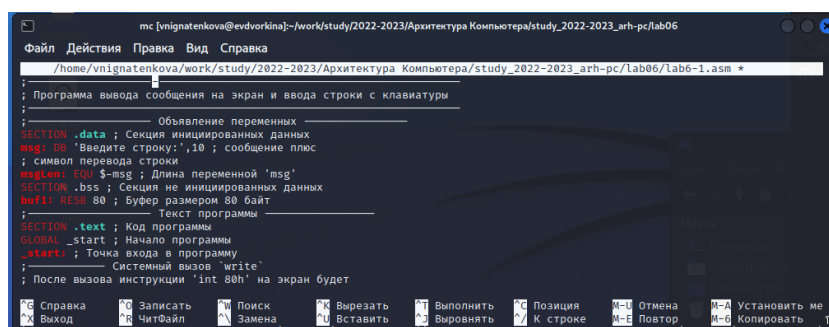 mc [vnignatenkova@evdvorkina]:~/work/study/2022-2023/Архитектура Компьютера/study_2022-2023_arh-pc/lab06
Файл Действия Правка Вид Справка
/home/vnignatenkova/work/study/2022-2023/Архитектура Компьютера/study_2022-2023_arh-pc/lab06/lab6-1.asm *
;
; Программа вывода сообщения на экран и ввода строки с клавиатуры
;
; Объявление переменных
SECTION .data ; Секция инициированных данных
msg: DB 'Введите строку:',10 ; сообщение плюс
; символ перевода строки
msgLen: EQU $-msg ; Длина переменной 'msg'
SECTION .bss ; Секция не инициированных данных
buf1: RESB 80 ; Буфер размером 80 байт
; Текст программы
SECTION .text ; Код программы
GLOBAL _start ; Начало программы
_start: ; Точка входа в программу
; Системный вызов `write`
; После вызова инструкции 'int 80h' на экран будет
^G Справка ^O Записать ^W Поиск ^K Вырезать ^T Выполнить ^C Позиция M-U Отмена M-A Установить ме
^X Выход ^R ЧитФайл ^\ Замена ^U Вставить ^J Выровнять ^/ К строке M-E Повтор M-6 Копировать